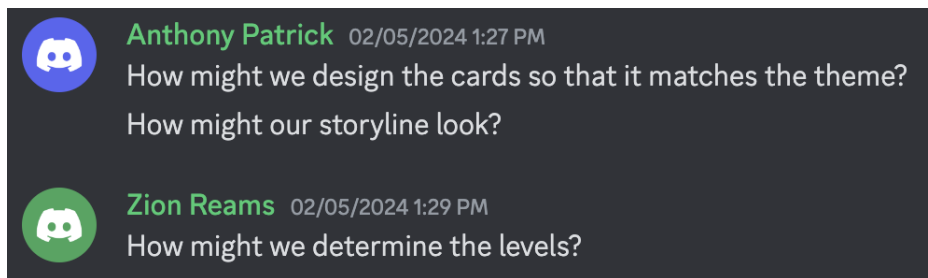 Anthony Patrick 02/05/2024 1:27 PM
How might we design the cards so that it matches the theme?
How might our storyline look?
Zion Reams 02/05/2024 1:29 PM
How might we determine the levels?